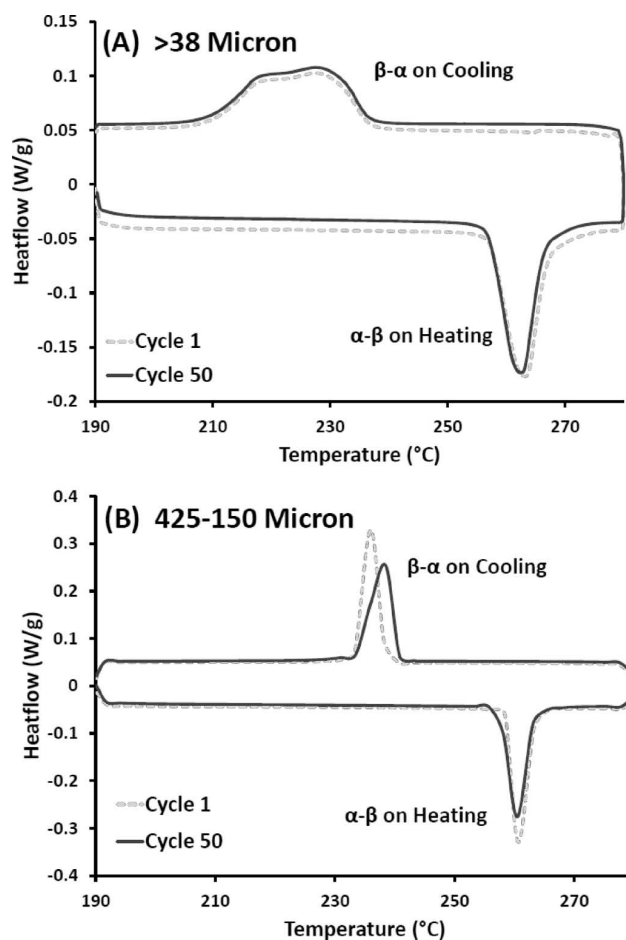 (A) >38 Micron
0.15
0.1
0.05
0
-0.05
-0.1
-0.15
-0.2
Heatflow (W/g)
β-α on Cooling
α-β on Heating
Cycle 1
Cycle 50
190 210 230 250 270
Temperature (°C)
(B) 425-150 Micron
0.4
0.3
0.2
0.1
0
-0.1
-0.2
-0.3
-0.4
Heatflow (W/g)
β-α on Cooling
α-β on Heating
Cycle 1
Cycle 50
190 210 230 250 270
Temperature (°C)